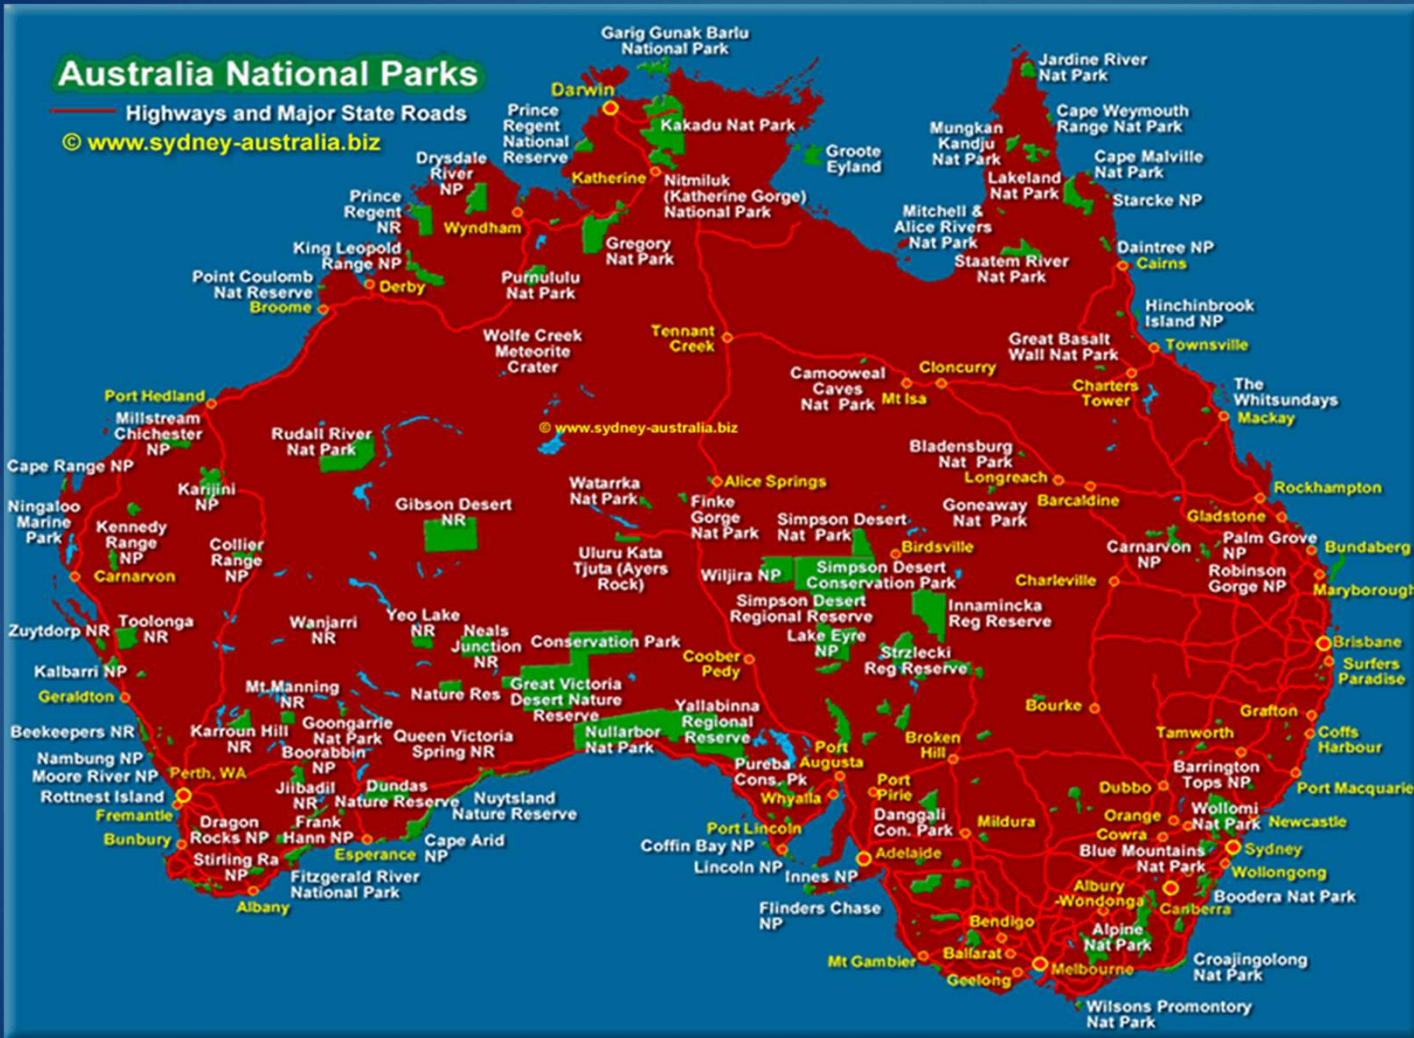 Australia National Parks
Highways and Major State Roads
© www.sydney-australia.biz
Garig Gunak Barlu
National Park
Darwin
Prince
Regent
National
Reserve
Kakadu Nat Park
Katherine
Nitmiluk
(Katherine Gorge)
National Park
Groote
Eyland
Jardine River
Nat Park
Cape Weymouth
Range Nat Park
Mungkan
Kandju
Nat Park
Cape Malville
Nat Park
Lakeland
Nat Park
Starcke NP
Mitchell &
Alice Rivers
Nat Park
Staatem River
Nat Park
Daintree NP
Cairns
Drysdale
River
NP
Prince
Regent
NR
Wyndham
King Leopold
Range NP
Gregory
Nat Park
Purnululu
Nat Park
Point Coulomb
Nat Reserve
Derby
Broome
Wolfe Creek
Meteorite
Crater
Tennant
Creek
Hinchinbrook
Island NP
Great Basalt
Wall Nat Park
Townsville
Camooweal
Caves
Nat Park
Cloncurry
Mt Isa
Charters
Tower
The
Whitsundays
Mackay
Port Hedland
Millstream
Chichester
NP
Rudall River
Nat Park
© www.sydney-australia.biz
Cape Range NP
Karijini
NP
Ningaloo
Marine
Park
Kennedy
Range
NP
Collier
Range
NP
Gibson Desert
NR
Watarrka
Nat Park
Alice Springs
Finke
Gorge
Nat Park
Bladensburg
Nat Park
Longreach
Barcaldine
Goneaway
Nat Park
Rockhampton
Gladstone
Simpson Desert
Nat Park
Birdsville
Uluru Kata
Tjuta (Ayers
Rock)
Wiljira NP
Simpson Desert
Conservation Park
Simpson Desert
Regional Reserve
Carnarvon
NP
Palm Grove
NP
Robinson
Gorge NP
Bundaberg
Maryborough
Charleville
Innamincka
Reg Reserve
Lake Eyre
NP
Strzlecki
Reg Reserve
Brisbane
Surfers
Paradise
Carnarvon
Zuytdorp NR
Toolonga
NR
Wanjarri
NR
Yeo Lake
NR
Neals
Junction
NR
Conservation Park
Coober
Pedy
Kalbarri NP
Geraldton
Mt Manning
NR
Nature Res
Great Victoria
Desert Nature
Reserve
Beekeepers NR
Karroun Hill
NR
Goongarrie
Nat Park
Queen Victoria
Spring NR
Nullarbor
Nat Park
Yallabinna
Regional
Reserve
Bourke
Grafton
Tamworth
Coffs
Harbour
Nambung NP
Moore River NP
Perth, WA
Boorabbin
NP
Rottnest Island
Fremantle
Jiibadil
NR
Dundas
Nature Reserve
Nuytsland
Nature Reserve
Pureba
Cons. Pk
Port
Augusta
Broken
Hill
Whyalla
Port
Pirie
Dubbo
Barrington
Tops NP
Port Macquarie
Bunbury
Dragon
Rocks NP
Frank
Hann NP
Esperance
Cape Arid
NP
Stirling Ra
NP
Fitzgerald River
National Park
Albany
Port Lincoln
Coffin Bay NP
Lincoln NP
Innes NP
Flinders Chase
NP
Danggali
Con. Park
Mildura
Adelaide
Orange
Cowra
Wollomi
Nat Park
Newcastle
Blue Mountains
Nat Park
Sydney
Wollongong
Albury
-Wondonga
Canberra
Boodera Nat Park
Bendigo
Alpine
Nat Park
Mt Gambier
Ballarat
Geelong
Melbourne
Croajingolong
Nat Park
Wilsons Promontory
Nat Park